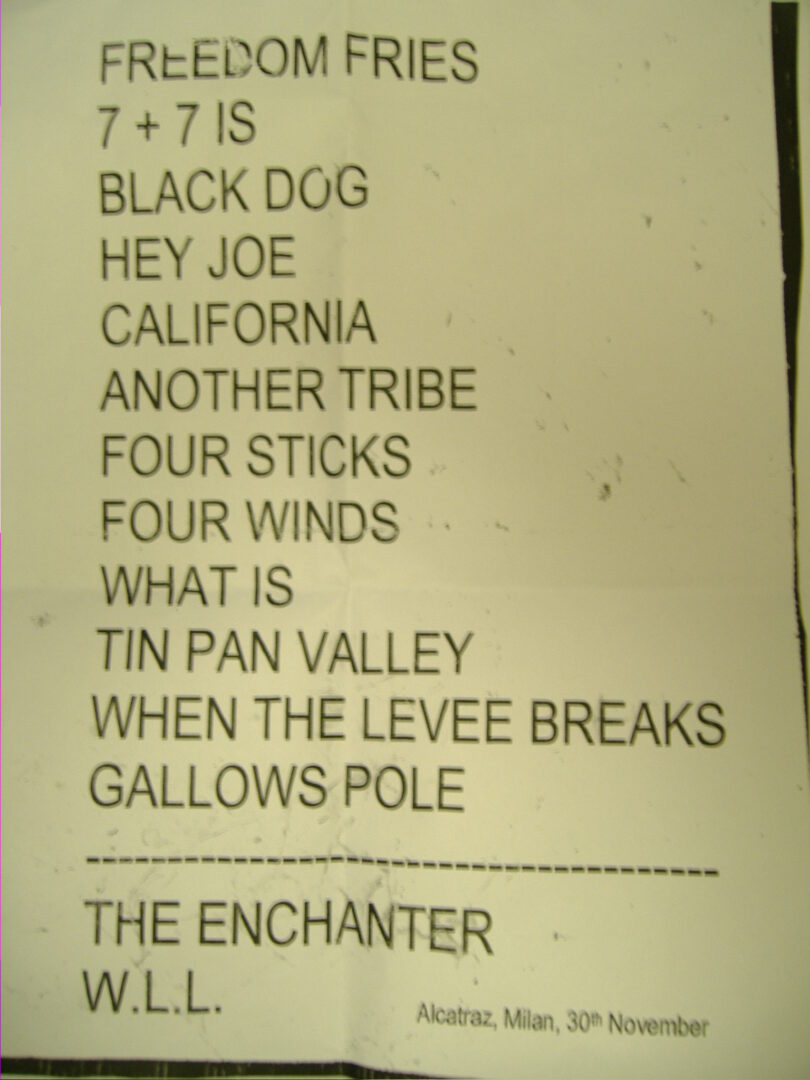 FREEDOM FRIES
7 + 7 IS
BLACK DOG
HEY JOE
CALIFORNIA
ANOTHER TRIBE
FOUR STICKS
FOUR WINDS
WHAT IS
TIN PAN VALLEY
WHEN THE LEVEE BREAKS
GALLOWS POLE
---------------------------------------
THE ENCHANTER
W.L.L.
Alcatraz, Milan, 30th November